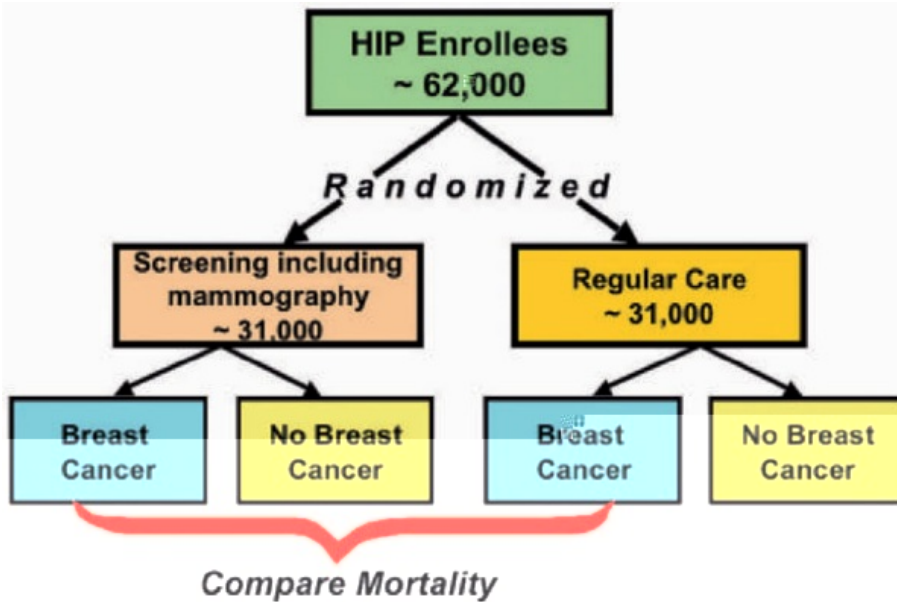 HIP Enrollees
~ 62,000
Randomized
Screening including
mammography
~ 31,000
Regular Care
~ 31,000
Breast
Cancer
No Breast
Cancer
Breast
Cancer
No Breast
Cancer
Compare Mortality